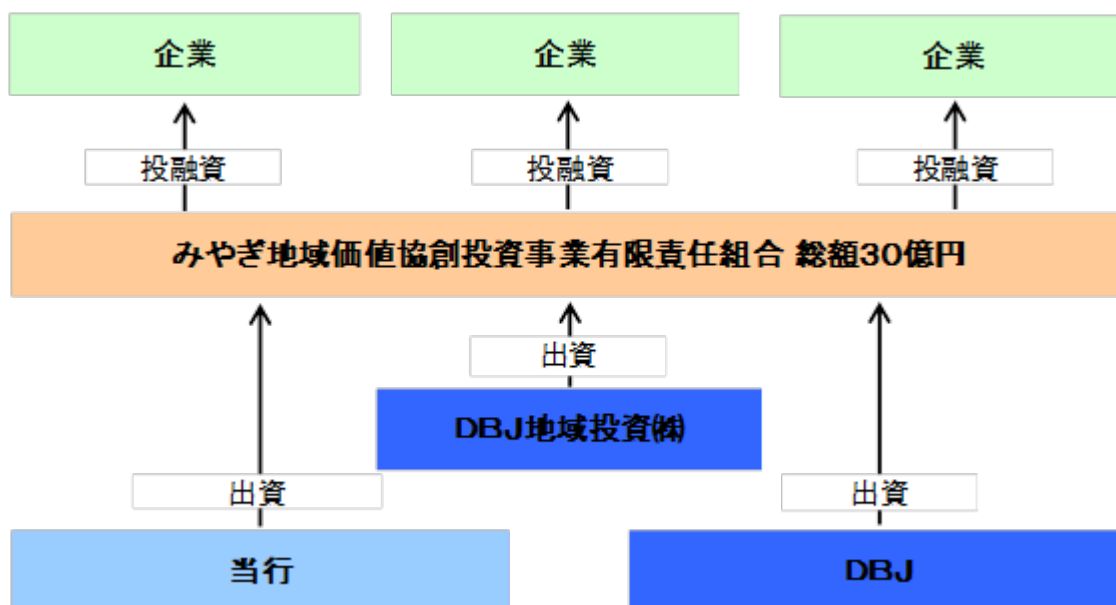 企業
企業
企業
投融資
投融資
投融資
みやぎ地域価値協創投資事業有限責任組合 総額30億円
出資
DBJ地域投資㈱
出資
出資
当行
DBJ